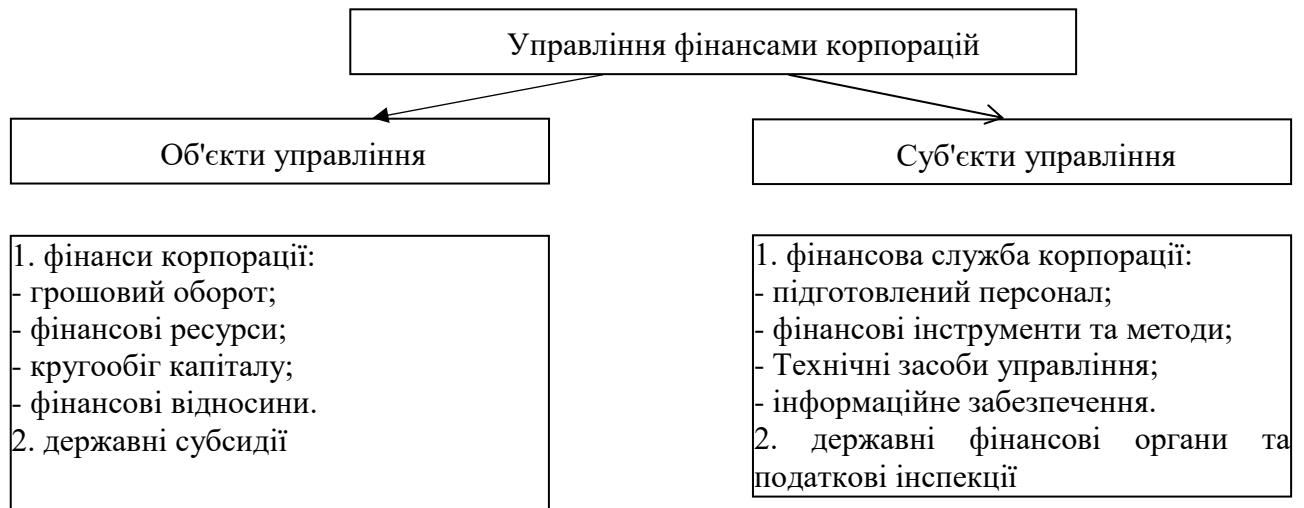 Управління фінансами корпорацій
Об'єкти управління
Суб'єкти управління
1. фінанси корпорації:
- грошовий оборот;
- фінансові ресурси;
- кругообіг капіталу;
- фінансові відносини.
2. державні субсидії
1. фінансова служба корпорації:
- підготовлений персонал;
- фінансові інструменти та методи;
- Технічні засоби управління;
- інформаційне забезпечення.
2. державні фінансові органи та
податкові інспекції